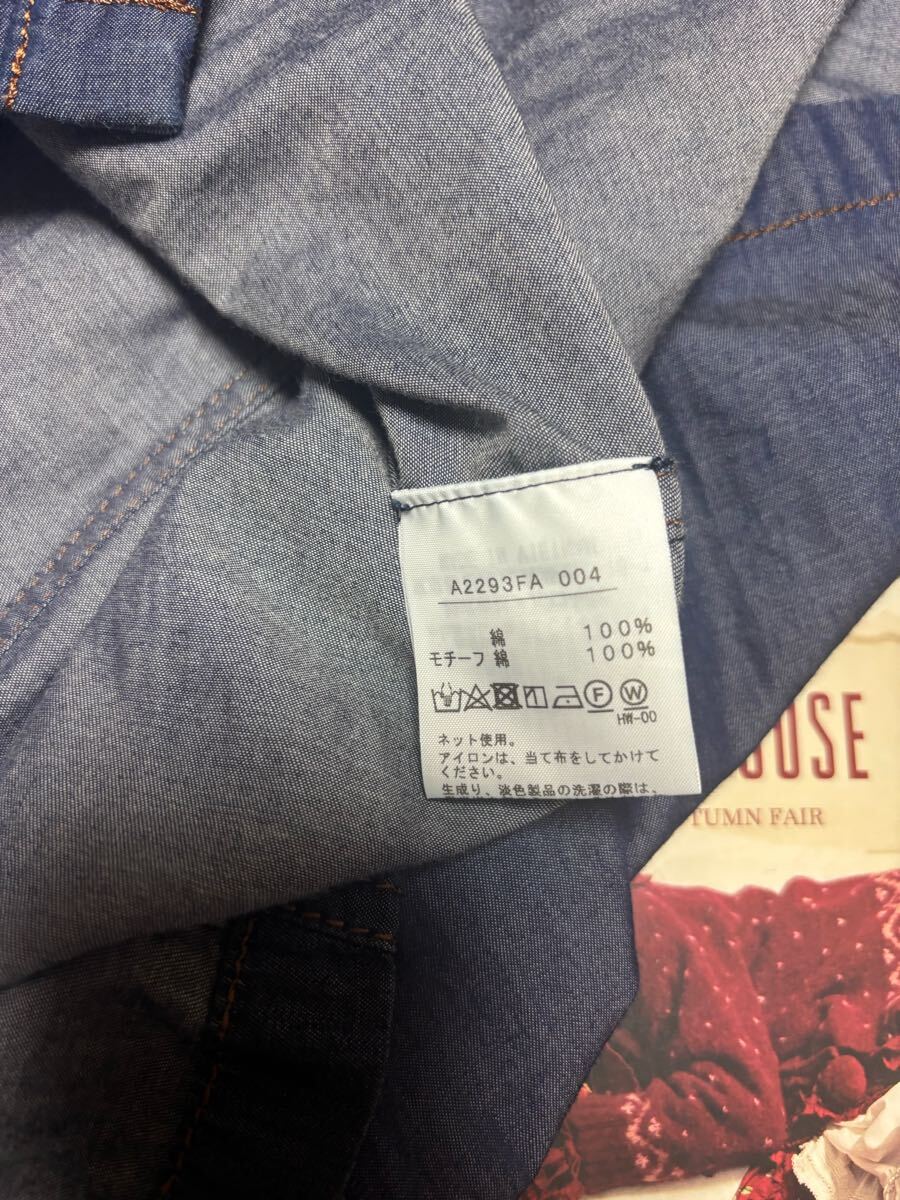 A2293FA 004
綿 100%
モチーフ 綿 100%
F W
HW-00
ネット使用。
アイロンは、当て布をしてかけて
ください。
生成り、淡色製品の洗濯の際は、
OUSE
TUMN FAIR